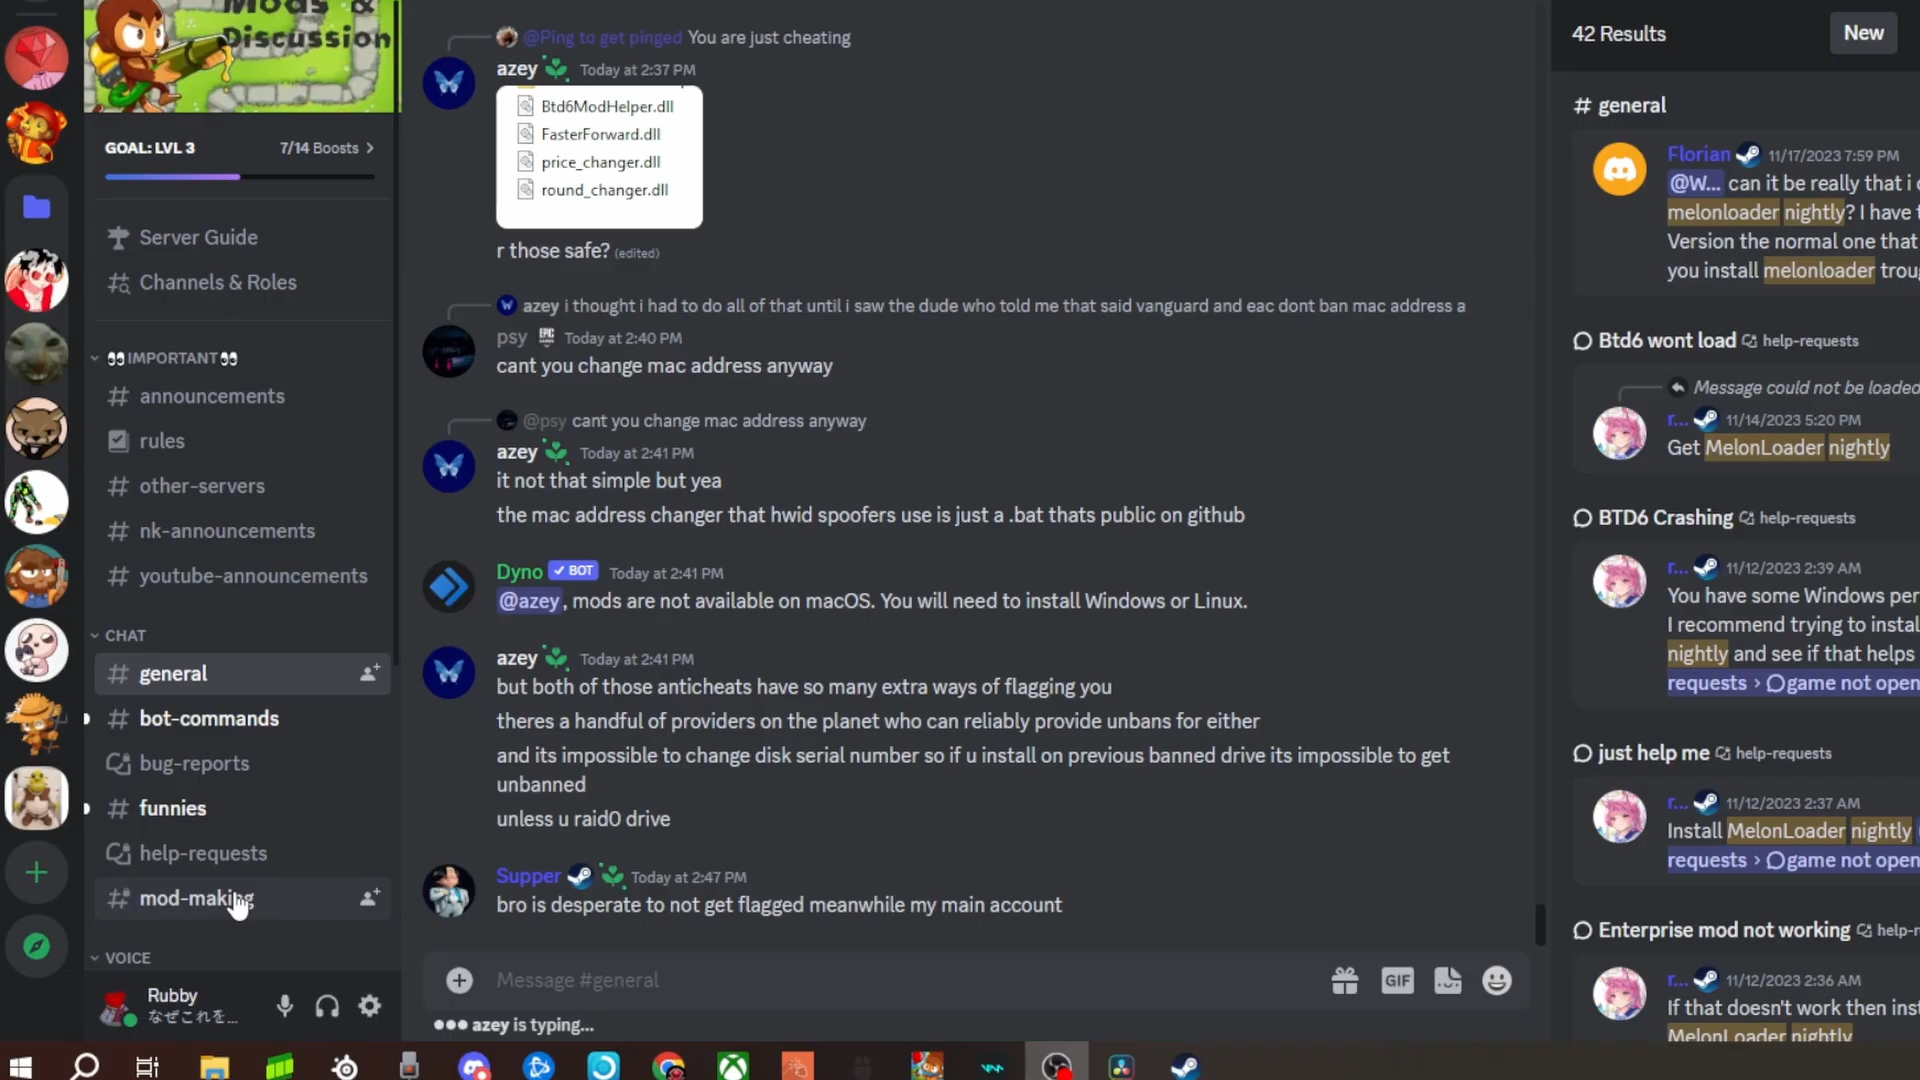 Mods &
Discussion
GOAL: LVL 3
7/14 Boosts >
Server Guide
Channels & Roles
👀IMPORTANT👀
# announcements
rules
# other-servers
# nk-announcements
# youtube-announcements
CHAT
# general
# bot-commands
bug-reports
# funnies
help-requests
# mod-making
VOICE
Rubby
なぜこれを...
@Ping to get pinged You are just cheating
azey Today at 2:37 PM
Btd6ModHelper.dll
FasterForward.dll
price_changer.dll
round_changer.dll
r those safe? (edited)
azey i thought i had to do all of that until i saw the dude who told me that said vanguard and eac dont ban mac address a
psy EPIC GAMES Today at 2:40 PM
cant you change mac address anyway
@psy cant you change mac address anyway
azey Today at 2:41 PM
it not that simple but yea
the mac address changer that hwid spoofers use is just a .bat thats public on github
Dyno ✓ BOT Today at 2:41 PM
@azey, mods are not available on macOS. You will need to install Windows or Linux.
azey Today at 2:41 PM
but both of those anticheats have so many extra ways of flagging you
theres a handful of providers on the planet who can reliably provide unbans for either
and its impossible to change disk serial number so if u install on previous banned drive its impossible to get
unbanned
unless u raid0 drive
Supper Today at 2:47 PM
bro is desperate to not get flagged meanwhile my main account
Message #general
GIF
azey is typing...
42 Results
New
# general
Florian 11/17/2023 7:59 PM
@W... can it be really that i
melonloader nightly? I have
Version the normal one that
you install melonloader
Btd6 wont load help-requests
Message could not be loaded
r... 11/14/2023 5:20 PM
Get MelonLoader nightly
BTD6 Crashing help-requests
r... 11/12/2023 2:39 AM
You have some Windows
I recommend trying to
nightly and see if that helps
requests > game not open
just help me help-requests
r... 11/12/2023 2:37 AM
Install MelonLoader nightly
requests > game not open
Enterprise mod not working
r... 11/12/2023 2:36 AM
If that doesn't work then
MelonLoader nightly